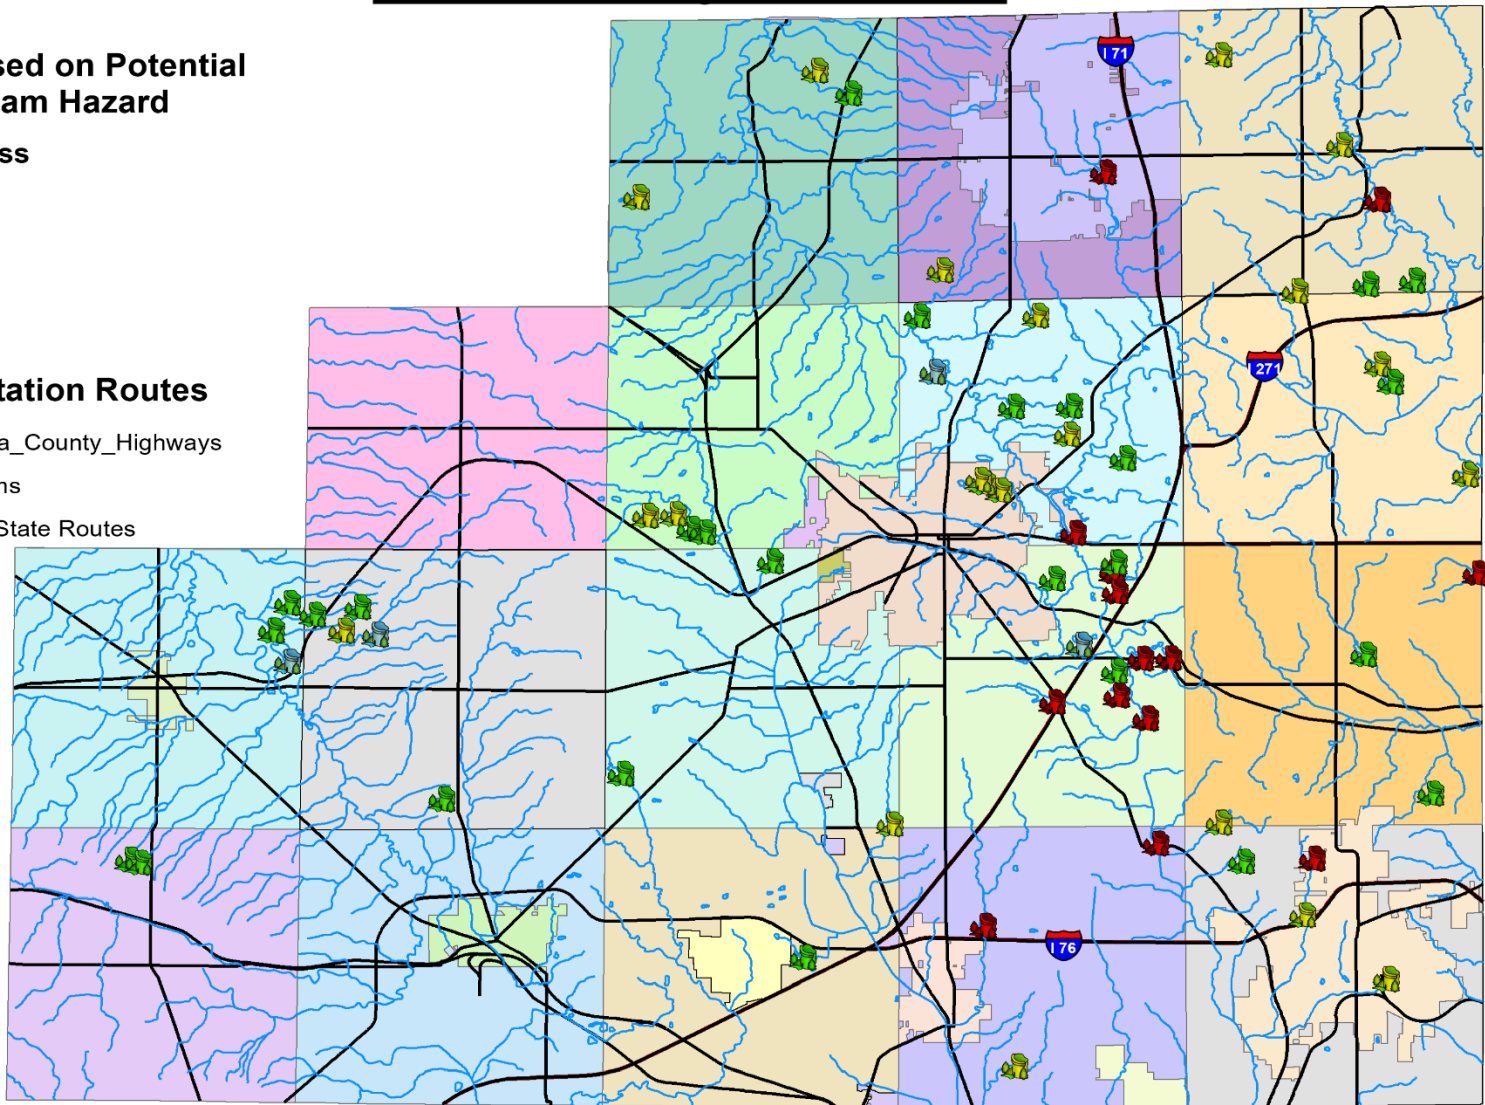 sed on Potential
am Hazard
ss
tation Routes
a_County_Highways
ns
State Routes
I 71
271
I 76